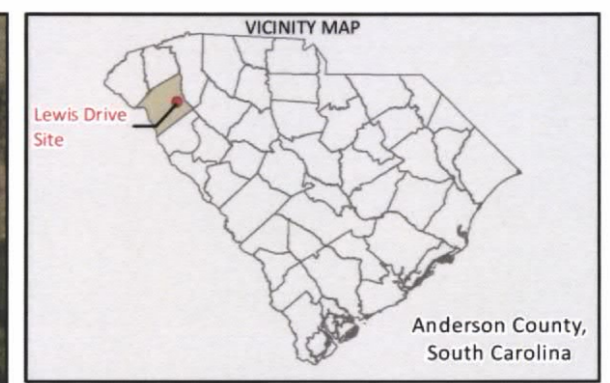 VICINITY MAP
Lewis Drive
Site
Anderson County,
South Carolina